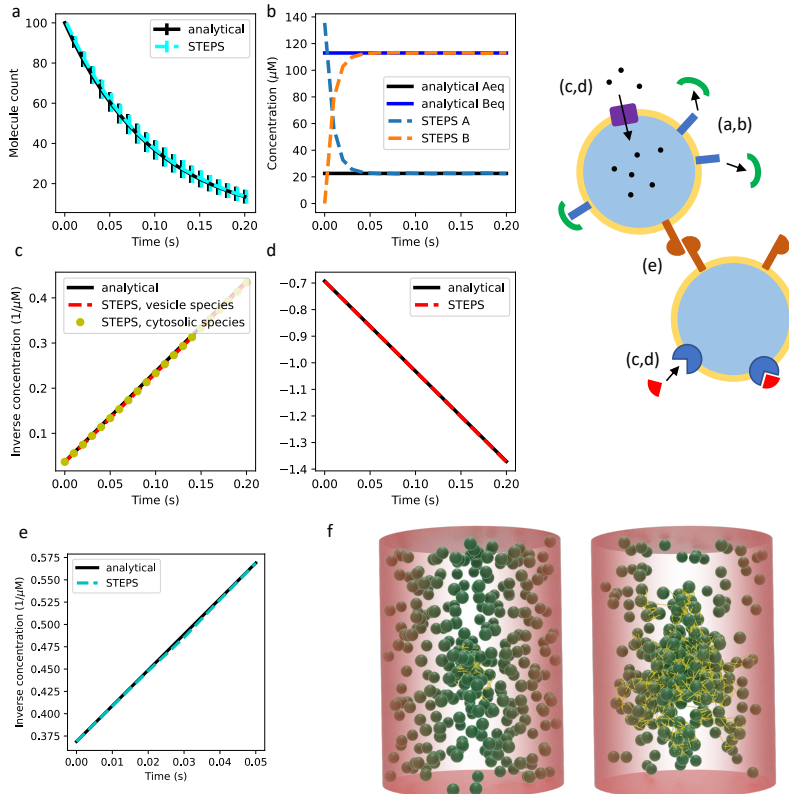 a
100
80
60
40
20
Molecule count
analytical
STEPS
0.00 0.05 0.10 0.15 0.20
Time (s)
b
140
120
100
80
60
40
20
0
Concentration (μM)
analytical Aeq
analytical Beq
STEPS A
STEPS B
0.00 0.05 0.10 0.15 0.20
Time (s)
(c,d)
(a,b)
(e)
(c,d)
c
0.4
0.3
0.2
0.1
Inverse concentration (1/μM)
analytical
STEPS, vesicle species
STEPS, cytosolic species
0.00 0.05 0.10 0.15 0.20
Time (s)
d
−0.7
−0.8
−0.9
−1.0
−1.1
−1.2
−1.3
−1.4
analytical
STEPS
0.00 0.05 0.10 0.15 0.20
Time (s)
e
0.575
0.550
0.525
0.500
0.475
0.450
0.425
0.400
0.375
Inverse concentration (1/μM)
analytical
STEPS
0.00 0.01 0.02 0.03 0.04 0.05
Time (s)
f